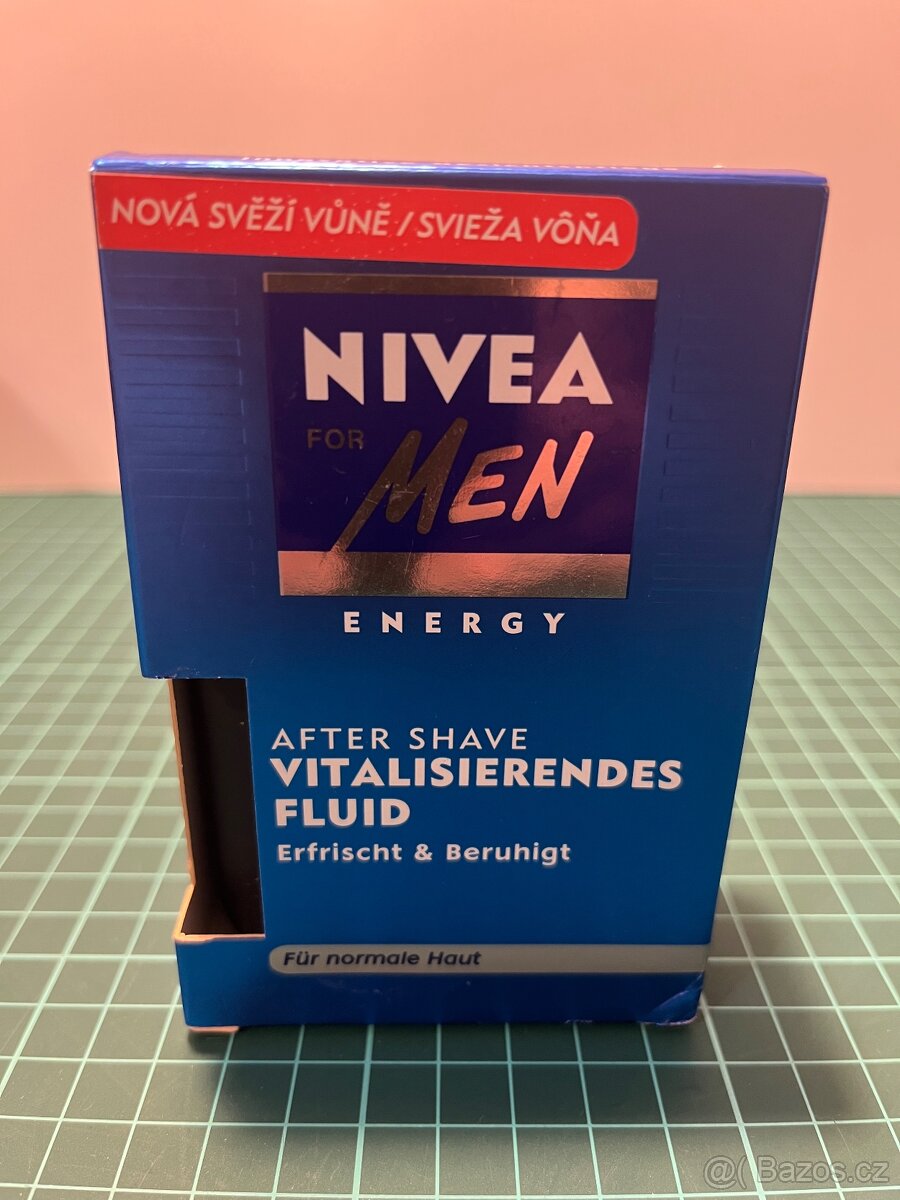 NOVÁ SVĚŽÍ VŮNĚ / SVIEŽA VÔŇA
NIVEA
FOR MEN
ENERGY
AFTER SHAVE
VITALISIERENDES
FLUID
Erfrischt & Beruhigt
Für normale Haut
@( Bazos.cz